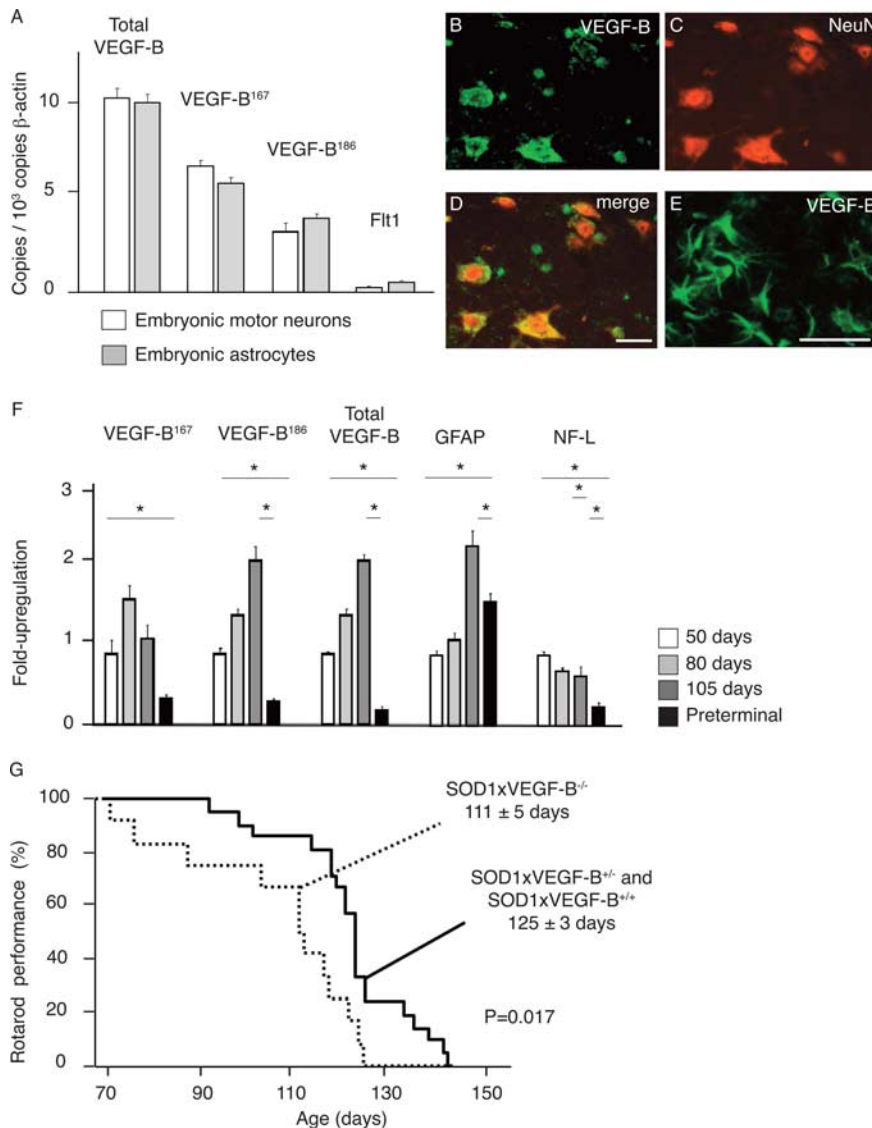 A
Total
VEGF-B
VEGF-B¹⁶⁷
VEGF-B¹⁸⁶
Flt1
Copies / 10³ copies β-actin
10
5
0
Embryonic motor neurons
Embryonic astrocytes
B
VEGF-B
C
NeuN
D
merge
E
VEGF-B
F
VEGF-B¹⁶⁷
VEGF-B¹⁸⁶
Total
VEGF-B
GFAP
NF-L
* * * * *
* * * * *
Fold-upregulation
3
2
1
0
50 days
80 days
105 days
Preterminal
G
SOD1xVEGF-B⁻/⁻
111 ± 5 days
SOD1xVEGF-B⁺/⁻ and
SOD1xVEGF-B⁺/⁺
125 ± 3 days
P=0.017
Rotarod performance (%)
100
80
60
40
20
0
70 90 110 130 150
Age (days)